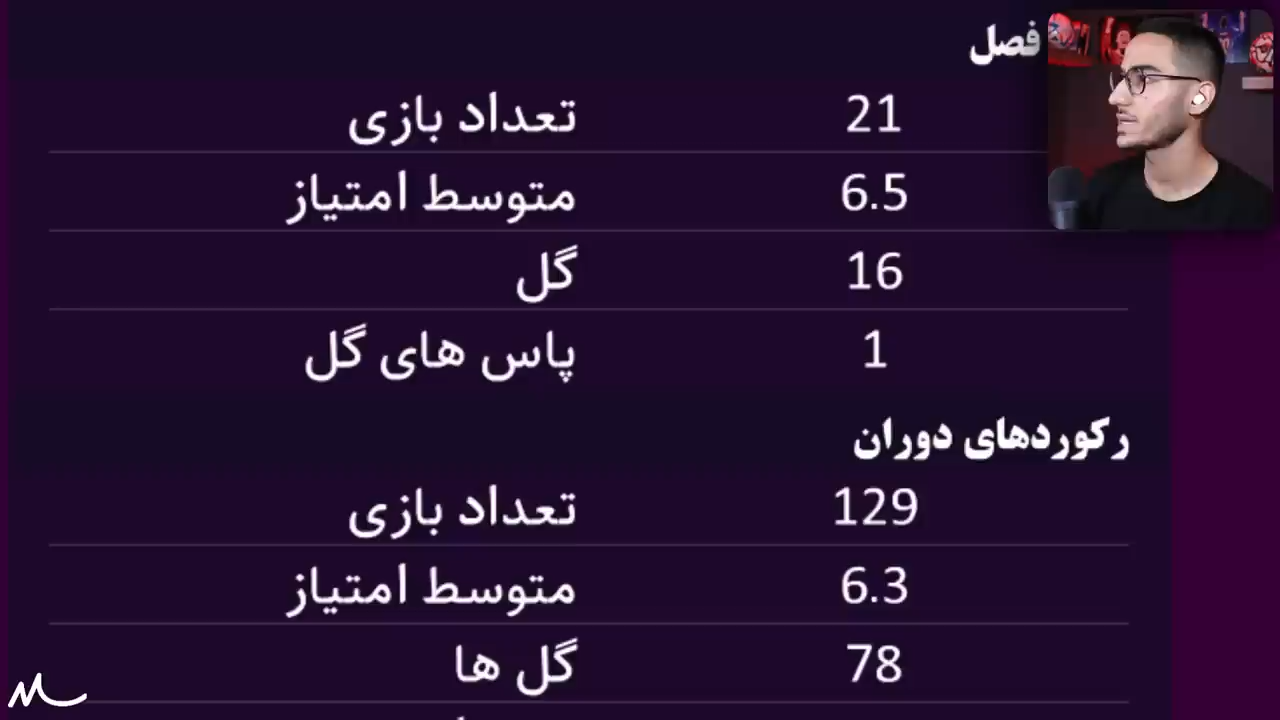 فصل
تعداد بازی 21
متوسط امتیاز 6.5
گل 16
پاس های گل 1
رکوردهای دوران
تعداد بازی 129
متوسط امتیاز 6.3
گل ها 78